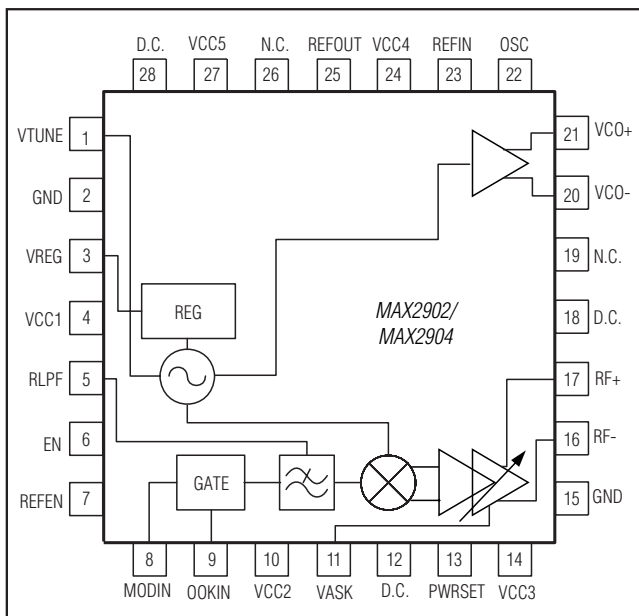 D.C. VCC5 N.C. REFOUT VCC4 REFIN OSC
28 27 26 25 24 23 22
VTUNE 1
GND 2
VREG 3
VCC1 4
RLPF 5
EN 6
REFEN 7
21 VCO+
20 VCO-
19 N.C.
18 D.C.
17 RF+
16 RF-
15 GND
REG
MAX2902/
MAX2904
GATE
8 9 10 11 12 13 14
MODIN OOKIN VCC2 VASK D.C. PWRSET VCC3